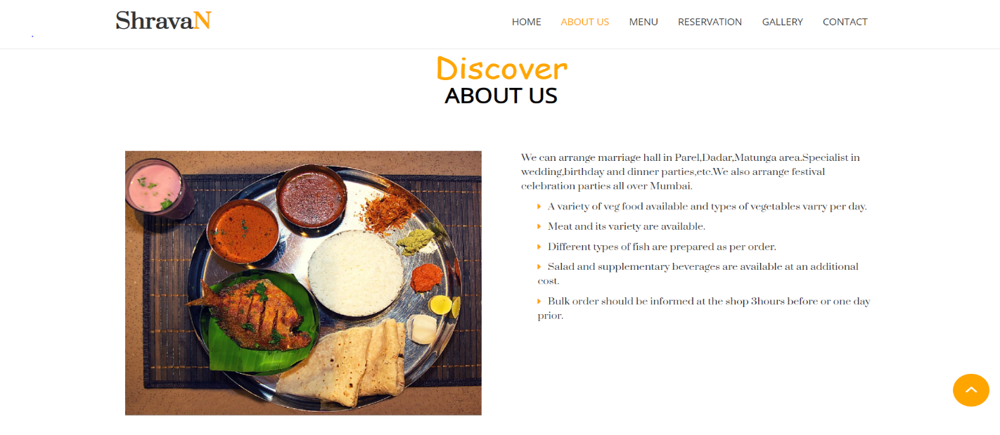 ShravaN
HOME ABOUT US MENU RESERVATION GALLERY CONTACT
Discover
ABOUT US
We can arrange marriage hall in Parel,Dadar,Matunga area.Specialist in
wedding,birthday and dinner parties,etc.We also arrange festival
celebration parties all over Mumbai.
A variety of veg food available and types of vegetables varry per day.
Meat and its variety are available.
Different types of fish are prepared as per order.
Salad and supplementary beverages are available at an additional
cost.
Bulk order should be informed at the shop 3hours before or one day
prior.